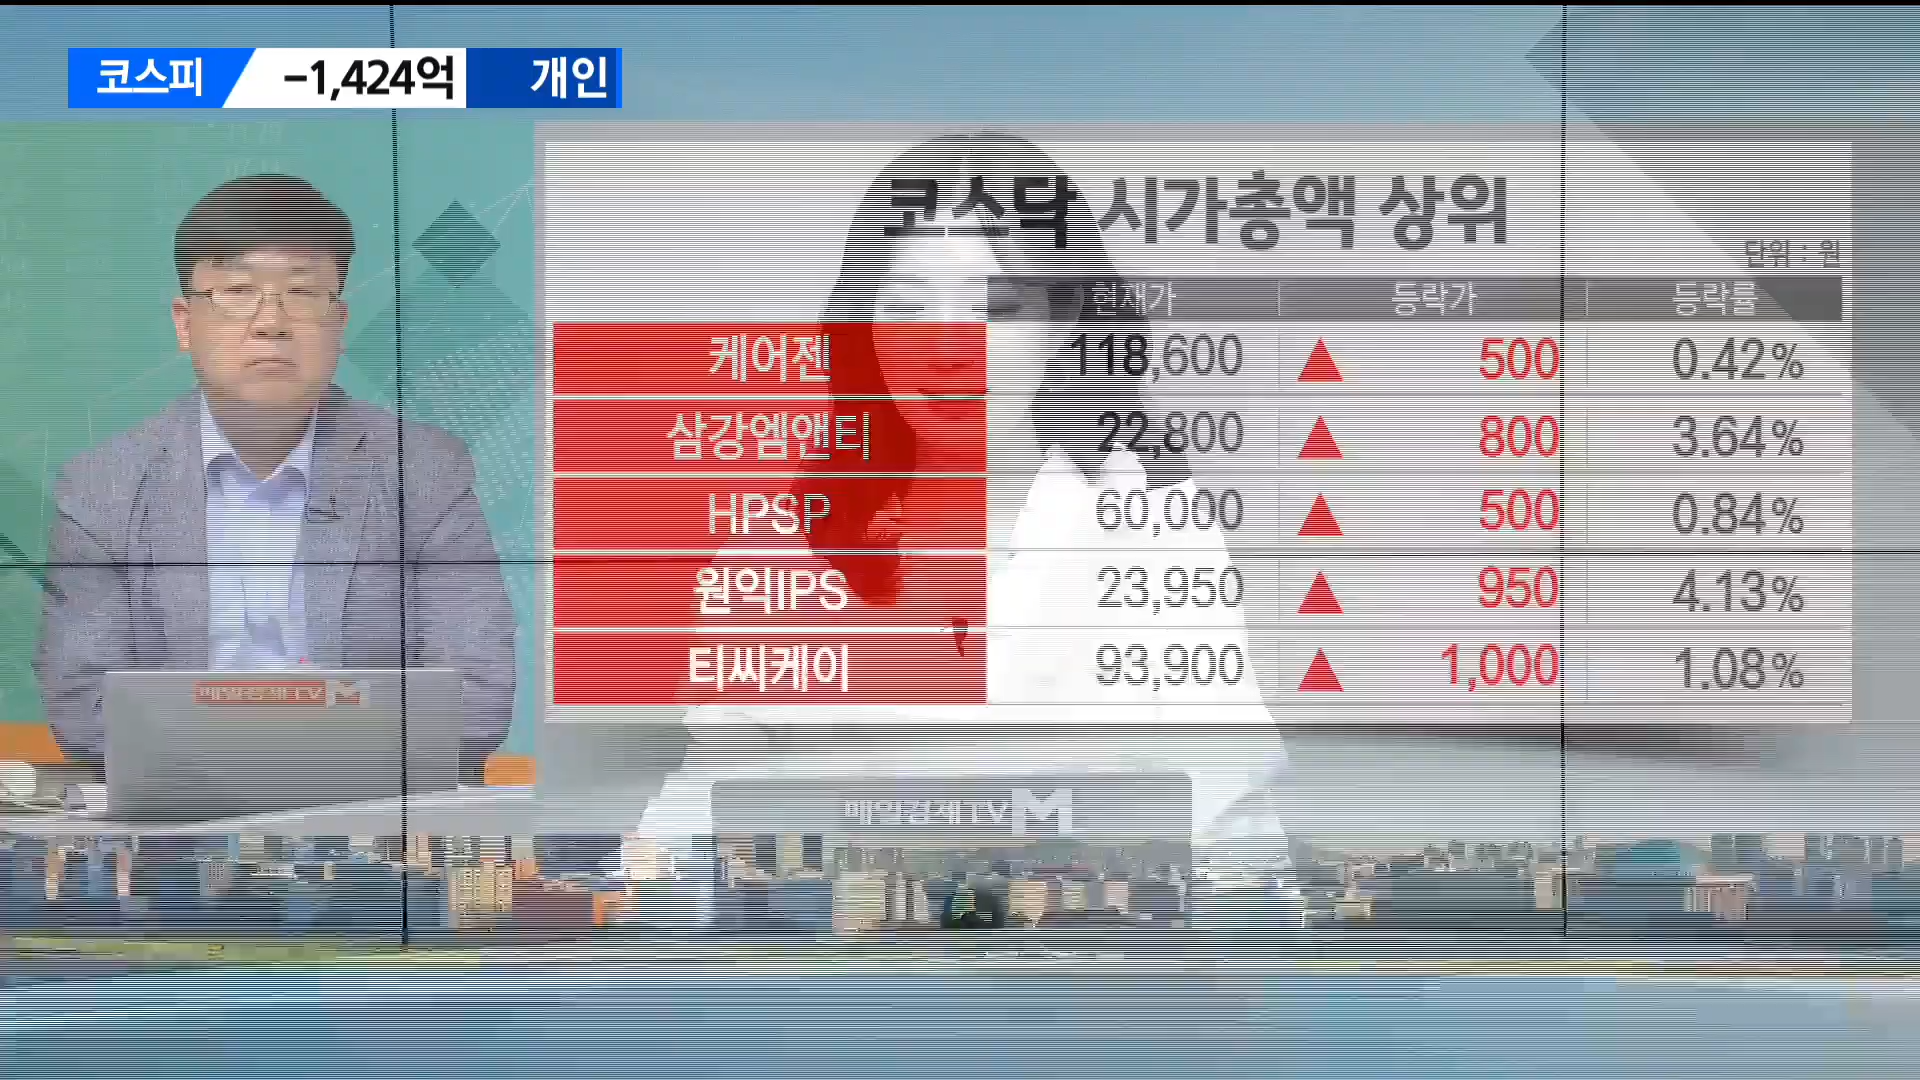 코스피 -1,424억 개인
코스닥 시가총액 상위
단위 : 원
현재가 등락가 등락률
케어젠 118,600 ▲ 500 0.42%
삼강엠앤티 22,800 ▲ 800 3.64%
HPSP 60,000 ▲ 500 0.84%
원익IPS 23,950 ▲ 950 4.13%
티씨케이 93,900 ▲ 1,000 1.08%
매일경제TV M
매일경제TV M